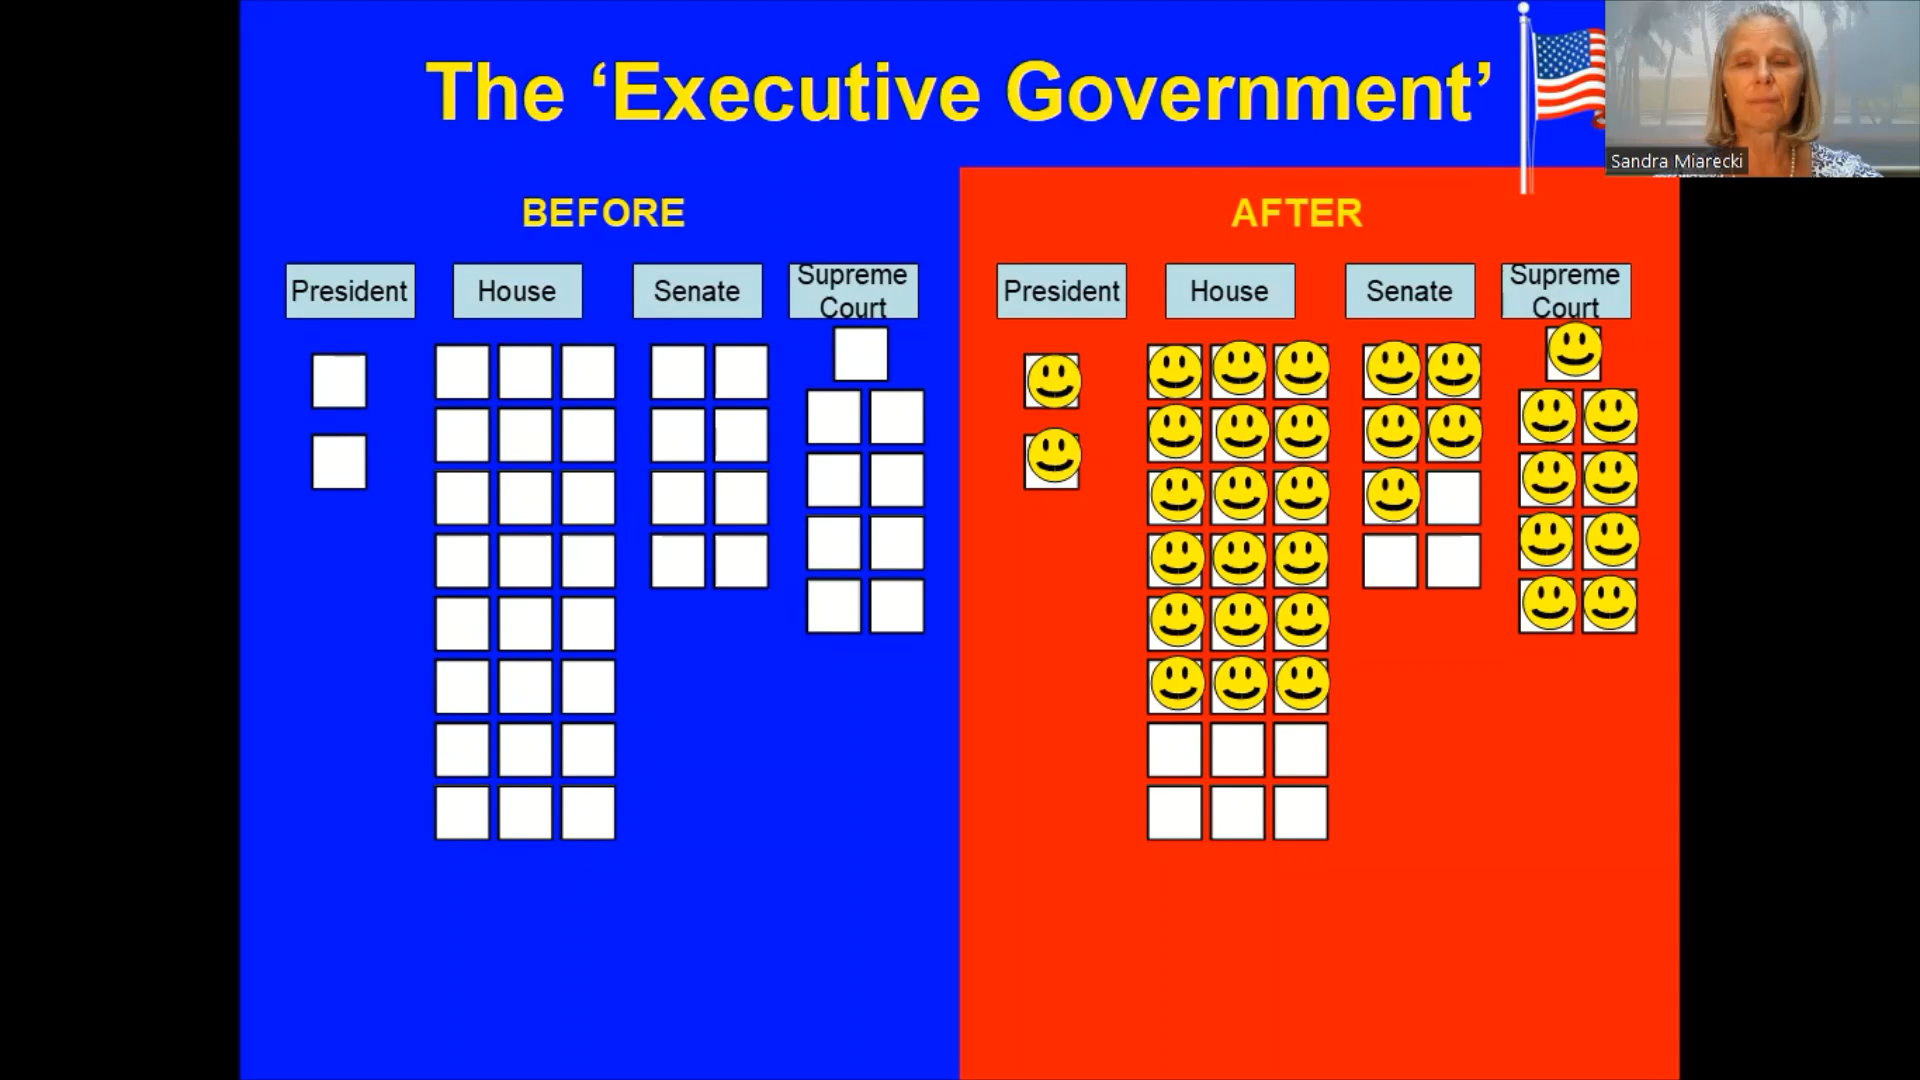 The ‘Executive Government’
Sandra Miarecki
BEFORE
AFTER
President
House
Senate
Supreme
Court
President
House
Senate
Supreme
Court